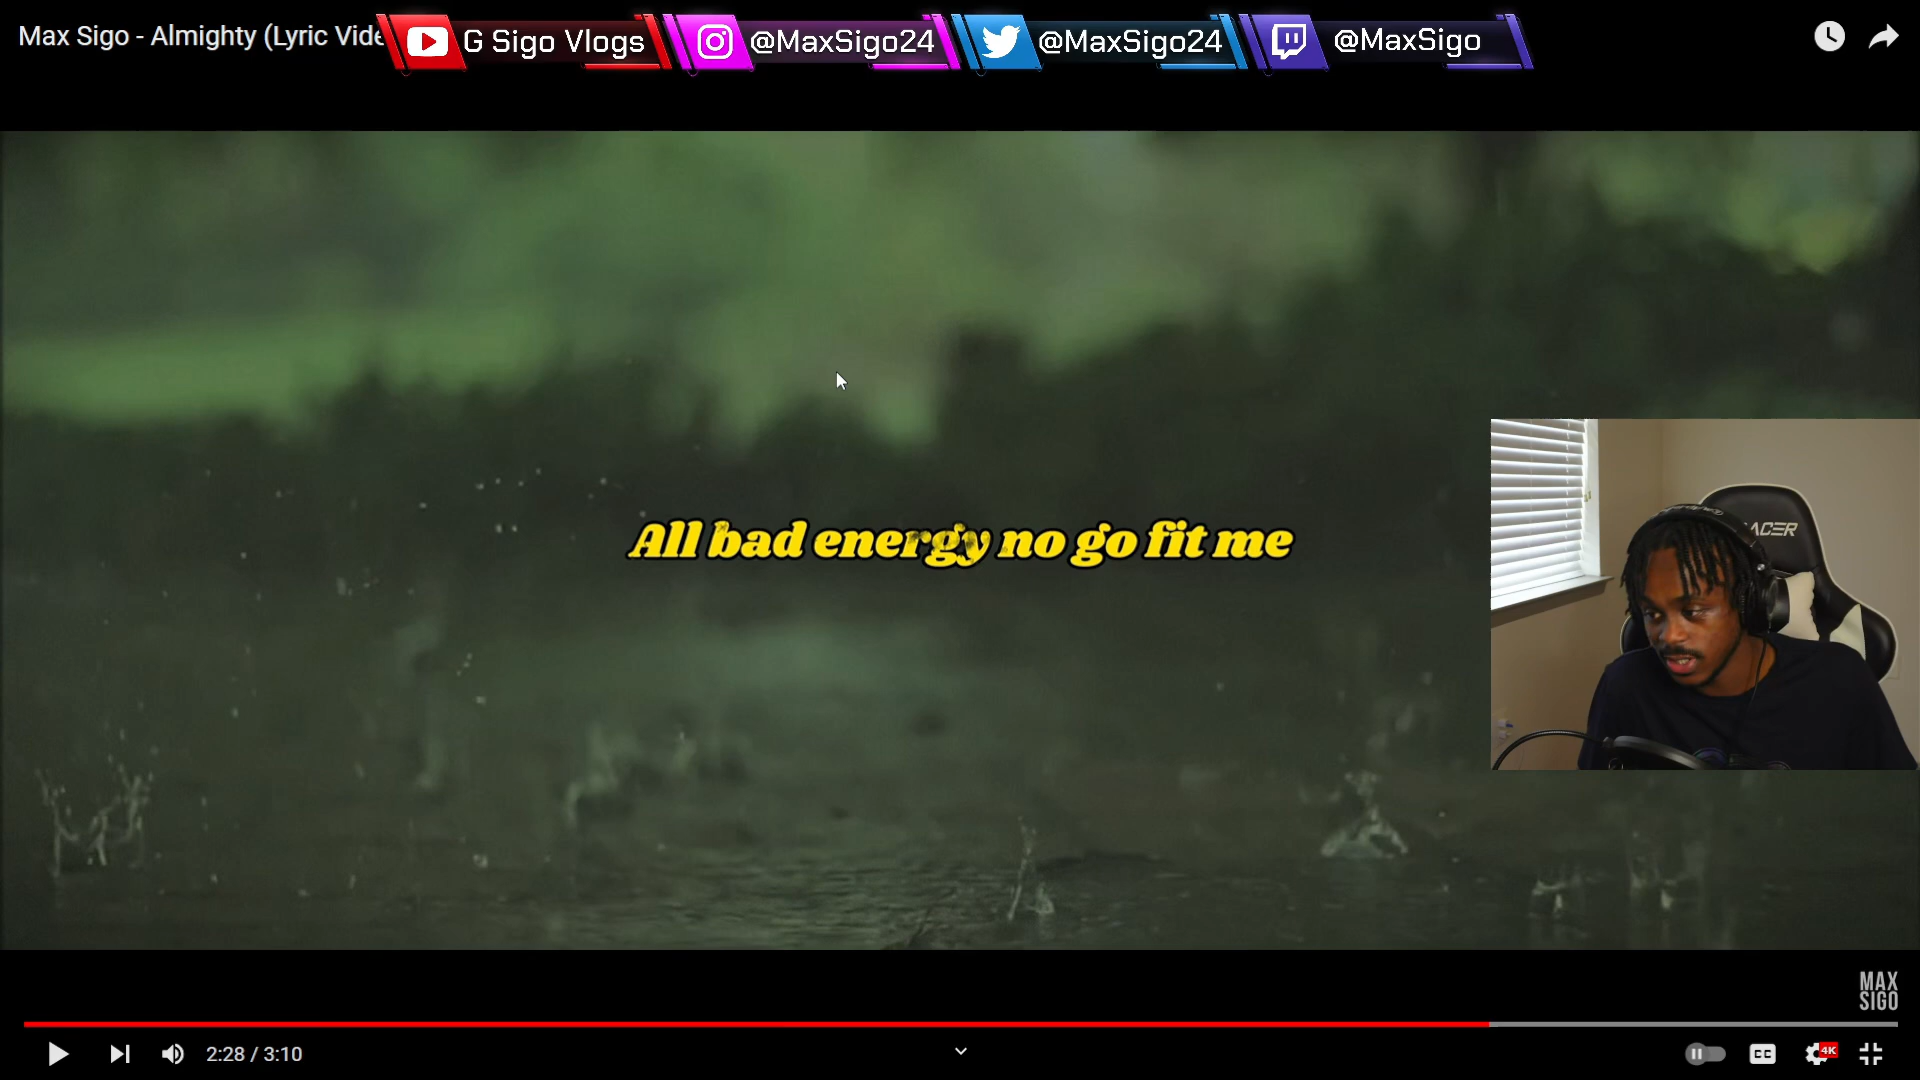 Max Sigo - Almighty (Lyric Vide
G Sigo Vlogs
@MaxSigo24
@MaxSigo24
@MaxSigo
All bad energy no go fit me
MAX
SIGO
2:28 / 3:10
CC
4K